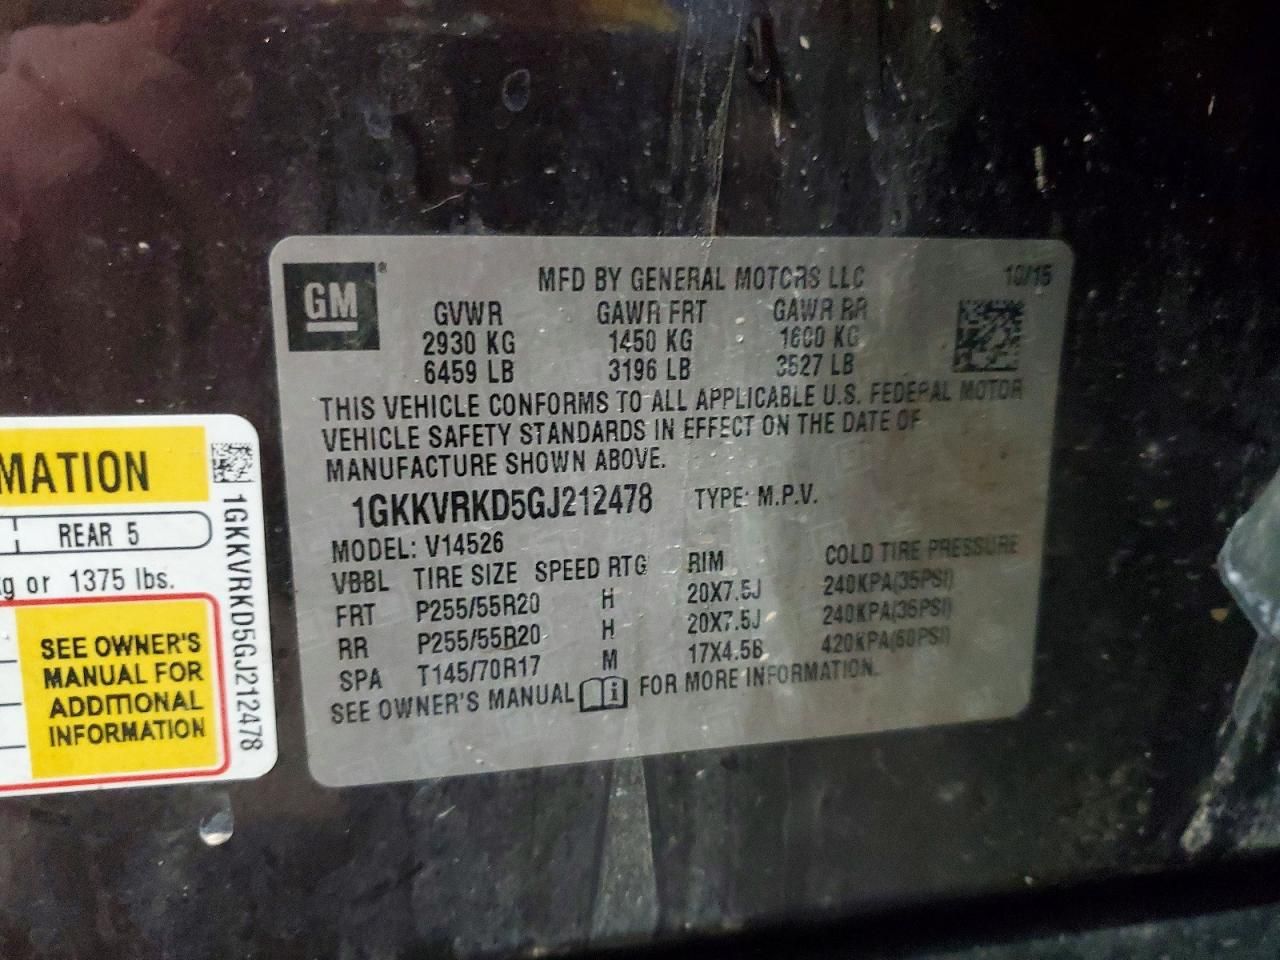 GM
®
MFD BY GENERAL MOTORS LLC 10/15
GVWR GAWR FRT GAWR RR
2930 KG 1450 KG 1600 KG
6459 LB 3196 LB 3527 LB
THIS VEHICLE CONFORMS TO ALL APPLICABLE U.S. FEDERAL MOTOR
VEHICLE SAFETY STANDARDS IN EFFECT ON THE DATE OF
MANUFACTURE SHOWN ABOVE.
1GKKVRKD5GJ212478 TYPE: M.P.V.
MODEL: V14526
VBBL TIRE SIZE SPEED RTG RIM COLD TIRE PRESSURE
FRT P255/55R20 H 20X7.5J 240KPA(35PSI)
RR P255/55R20 H 20X7.5J 240KPA(35PSI)
SPA T145/70R17 M 17X4.5B 420KPA(60PSI)
SEE OWNER'S MANUAL i FOR MORE INFORMATION.
MATION
REAR 5
kg or 1375 lbs.
SEE OWNER'S
MANUAL FOR
ADDITIONAL
INFORMATION
1GKKVRKD5GJ212478